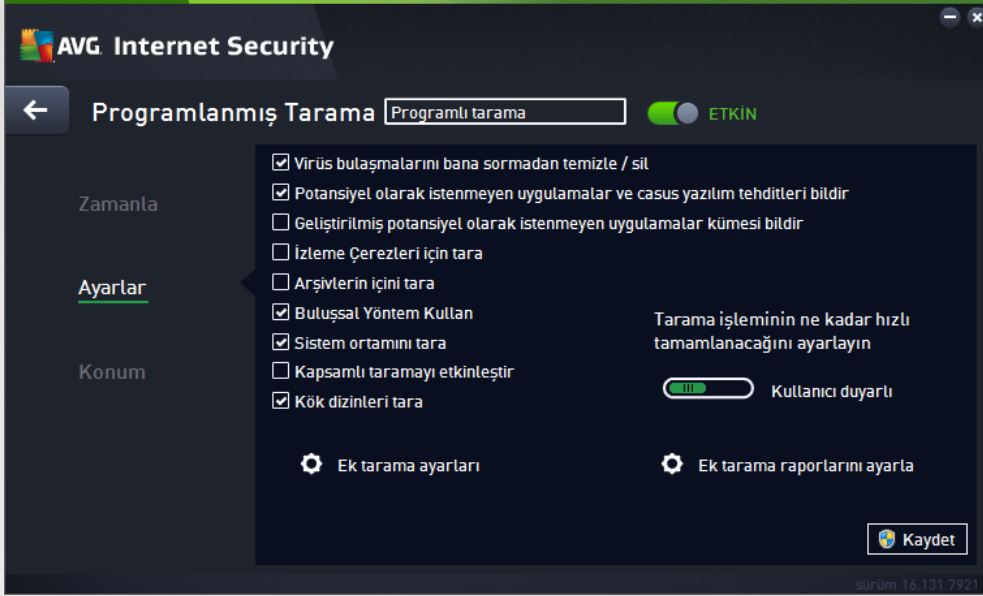 AVG. Internet Security
Programlanmış Tarama Programlı tarama ETKİN
Zamanla
Ayarlar
Konum
Virüs bulaşmalarını bana sormadan temizle / sil
Potansiyel olarak istenmeyen uygulamalar ve casus yazılım tehditleri bildir
Geliştirilmiş potansiyel olarak istenmeyen uygulamalar kümesi bildir
İzleme Çerezleri için tara
Arşivlerin içini tara
Buluşsal Yöntem Kullan
Sistem ortamını tara
Kapsamlı taramayı etkinleştir
Kök dizinleri tara
Tarama işleminin ne kadar hızlı
tamamlanacağını ayarlayın
Kullanıcı duyarlı
Ek tarama ayarları
Ek tarama raporlarını ayarla
Kaydet
sürüm 16.131.7921